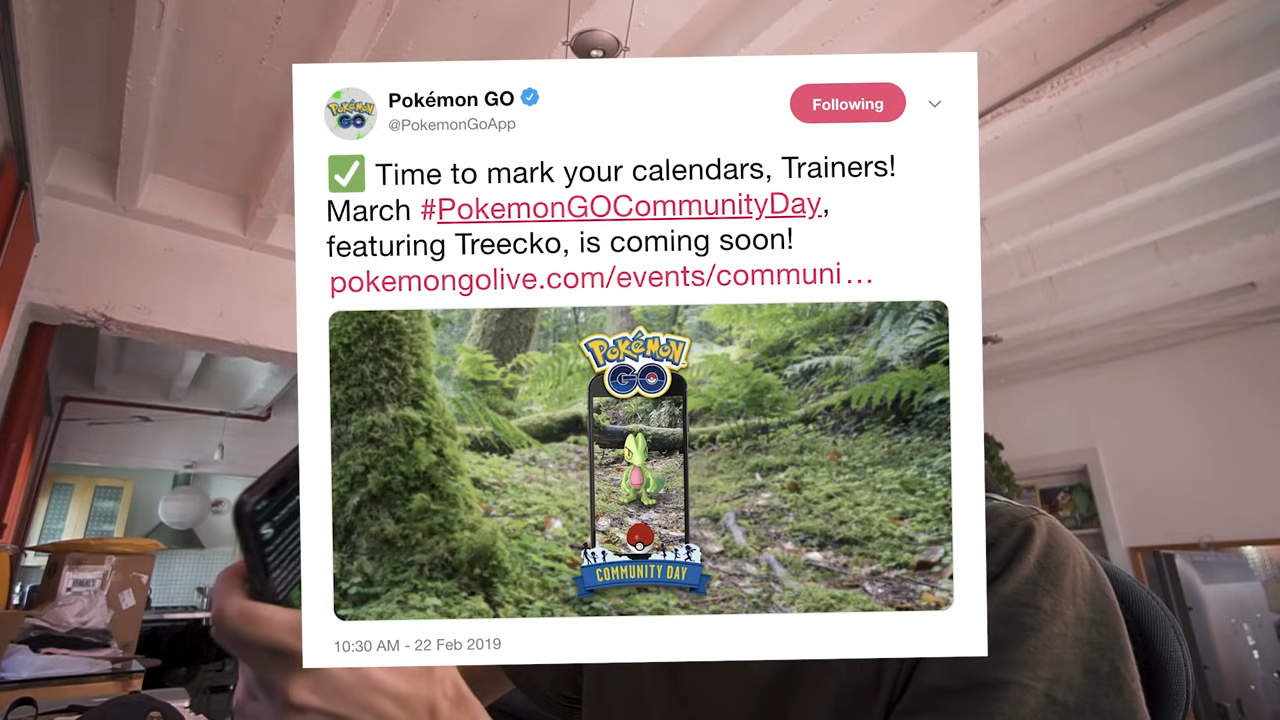 Pokémon GO
@PokemonGoApp
Following
✅ Time to mark your calendars, Trainers!
March #PokemonGOCommunityDay,
featuring Treecko, is coming soon!
pokemongolive.com/events/communi…
POKÉMON
GO
COMMUNITY DAY
10:30 AM - 22 Feb 2019